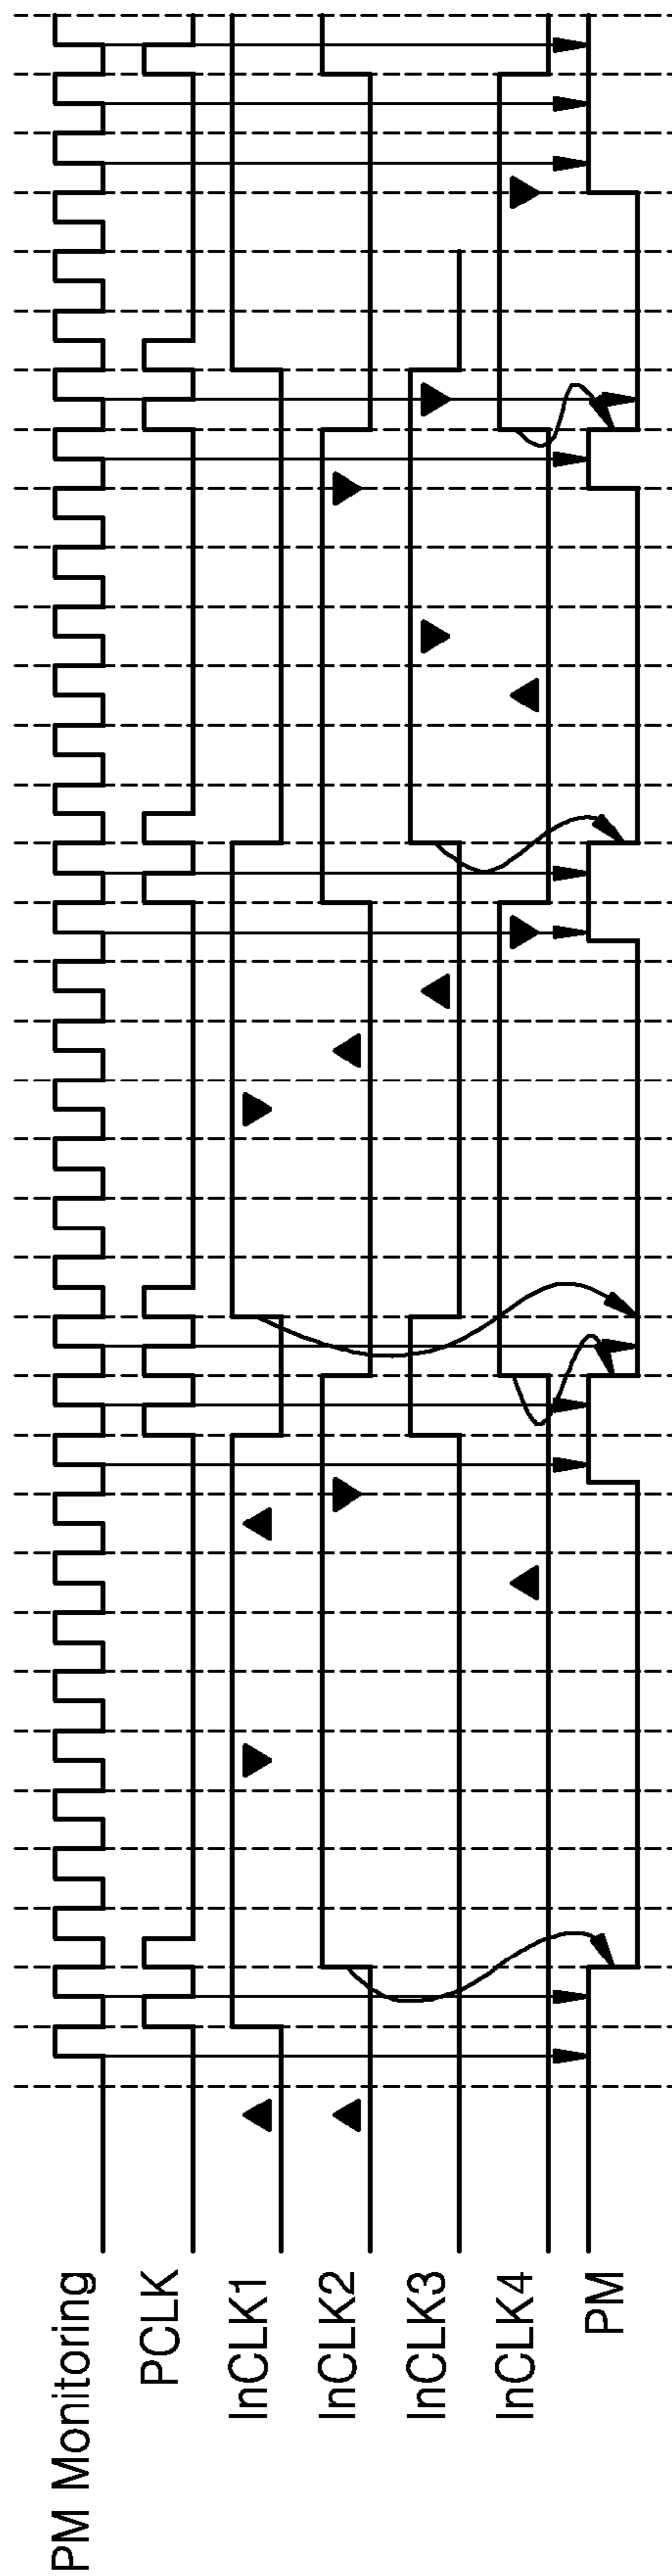 PM Monitoring
PCLK
InCLK1
InCLK2
InCLK3
InCLK4
PM